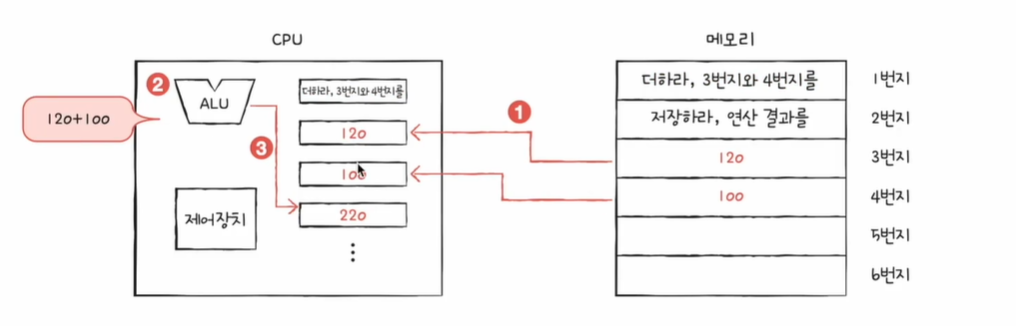 CPU
메모리
2
ALU
120+100
3
제어장치
더하라, 3번지와 4번지를
120
100
220
1
더하라, 3번지와 4번지를
1번지
저장하라, 연산 결과를
2번지
120
3번지
100
4번지
5번지
6번지